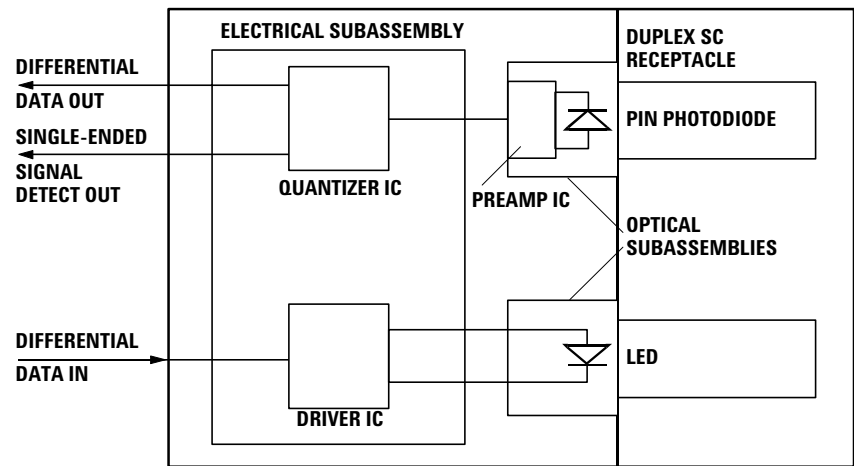 ELECTRICAL SUBASSEMBLY
DUPLEX SC
RECEPTACLE
DIFFERENTIAL
DATA OUT
SINGLE-ENDED
SIGNAL
DETECT OUT
QUANTIZER IC
PREAMP IC
PIN PHOTODIODE
OPTICAL
SUBASSEMBLIES
DIFFERENTIAL
DATA IN
DRIVER IC
LED